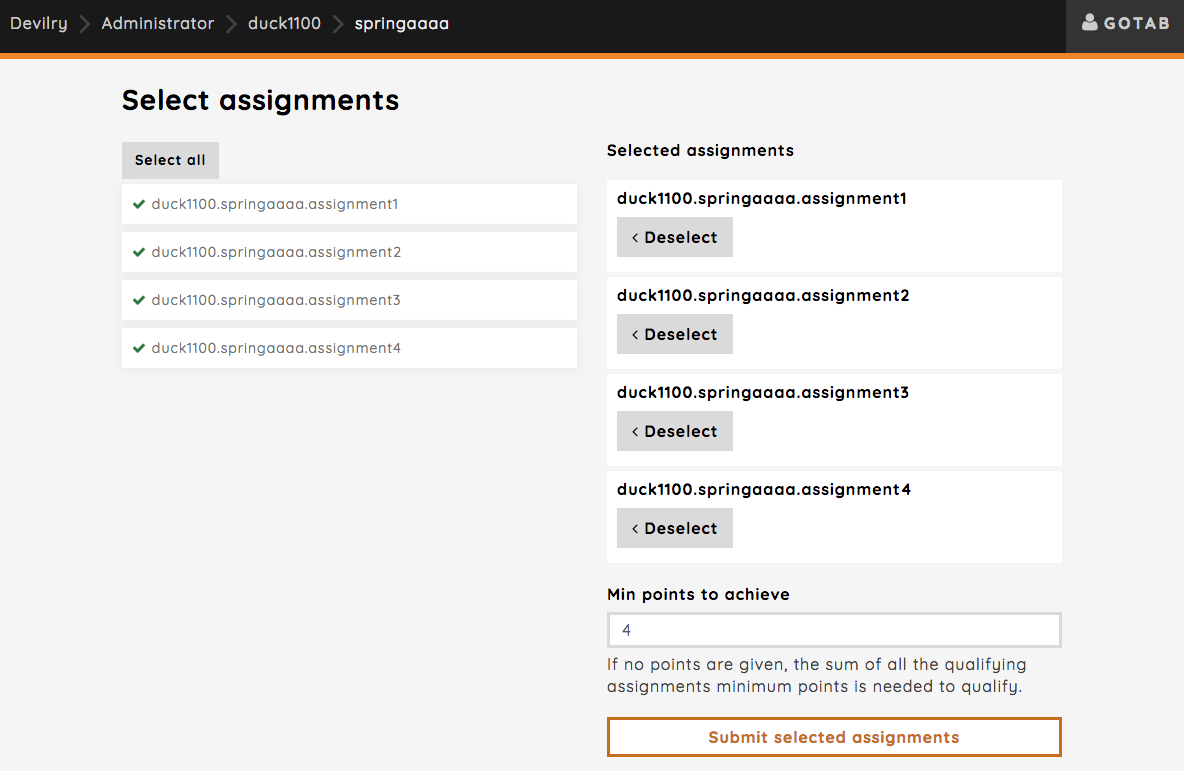 Devilry Administrator duck1100 springaaaa GOTAB
Select assignments
Select all
duck1100.springaaaa.assignment1
duck1100.springaaaa.assignment2
duck1100.springaaaa.assignment3
duck1100.springaaaa.assignment4
Selected assignments
duck1100.springaaaa.assignment1
< Deselect
duck1100.springaaaa.assignment2
< Deselect
duck1100.springaaaa.assignment3
< Deselect
duck1100.springaaaa.assignment4
< Deselect
Min points to achieve
4
If no points are given, the sum of all the qualifying
assignments minimum points is needed to qualify.
Submit selected assignments